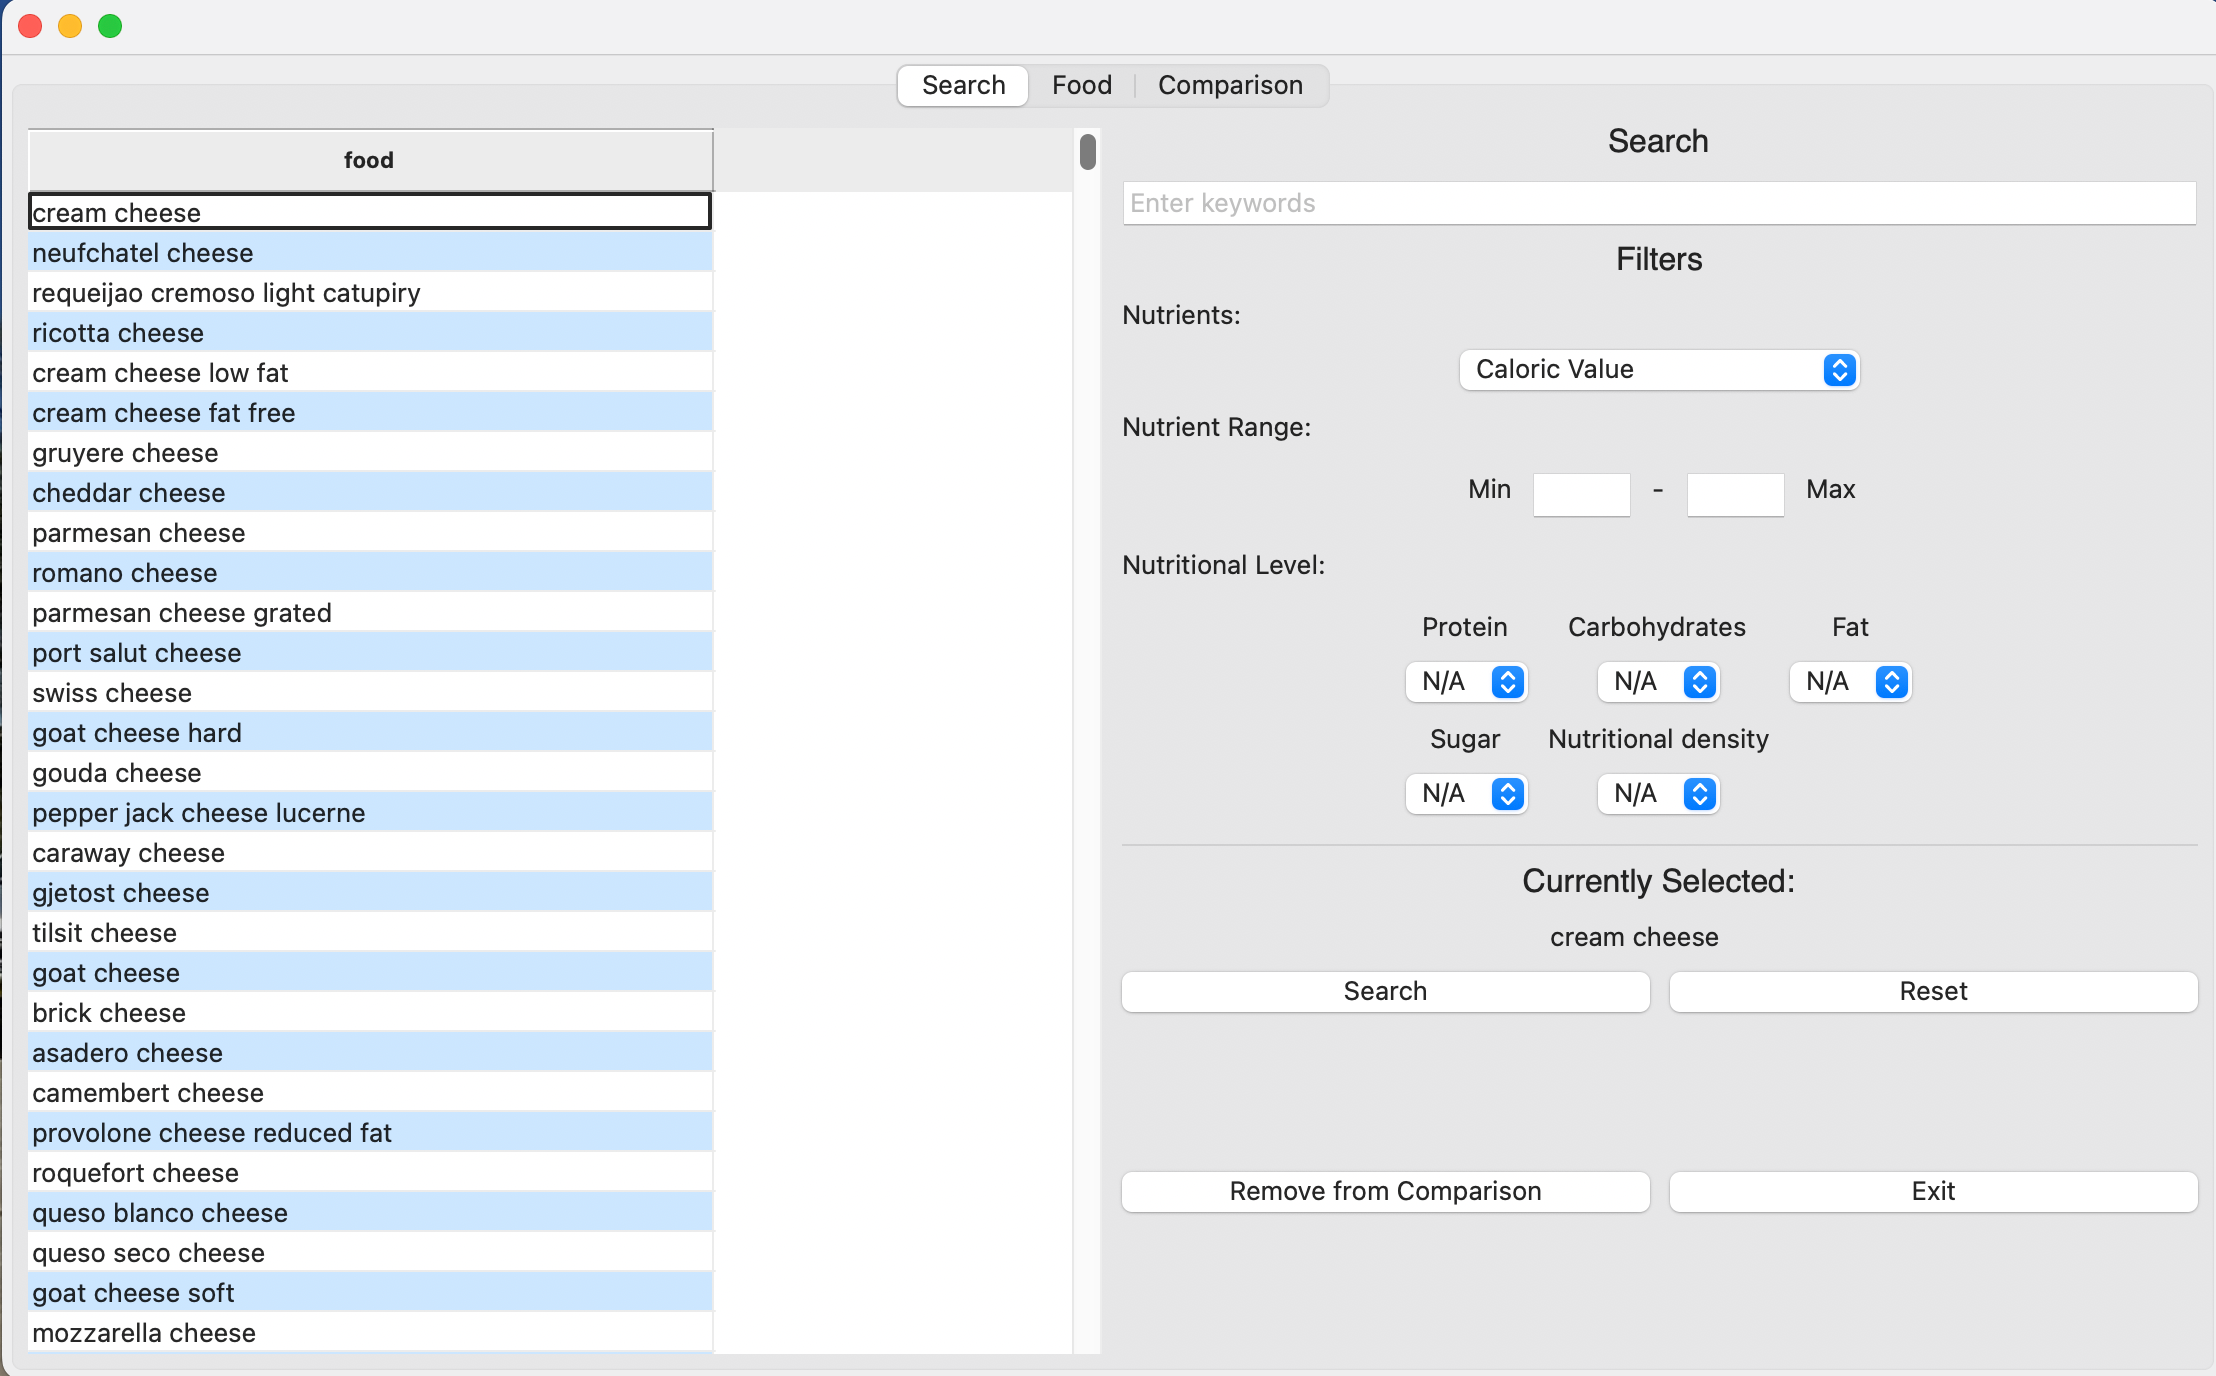 Search Food Comparison
food
cream cheese
neufchatel cheese
requeijao cremoso light catupiry
ricotta cheese
cream cheese low fat
cream cheese fat free
gruyere cheese
cheddar cheese
parmesan cheese
romano cheese
parmesan cheese grated
port salut cheese
swiss cheese
goat cheese hard
gouda cheese
pepper jack cheese lucerne
caraway cheese
gjetost cheese
tilsit cheese
goat cheese
brick cheese
asadero cheese
camembert cheese
provolone cheese reduced fat
roquefort cheese
queso blanco cheese
queso seco cheese
goat cheese soft
mozzarella cheese
Search
Enter keywords
Filters
Nutrients:
Caloric Value
Nutrient Range:
Min - Max
Nutritional Level:
Protein Carbohydrates Fat
N/A N/A N/A
Sugar Nutritional density
N/A N/A
Currently Selected:
cream cheese
Search Reset
Remove from Comparison Exit